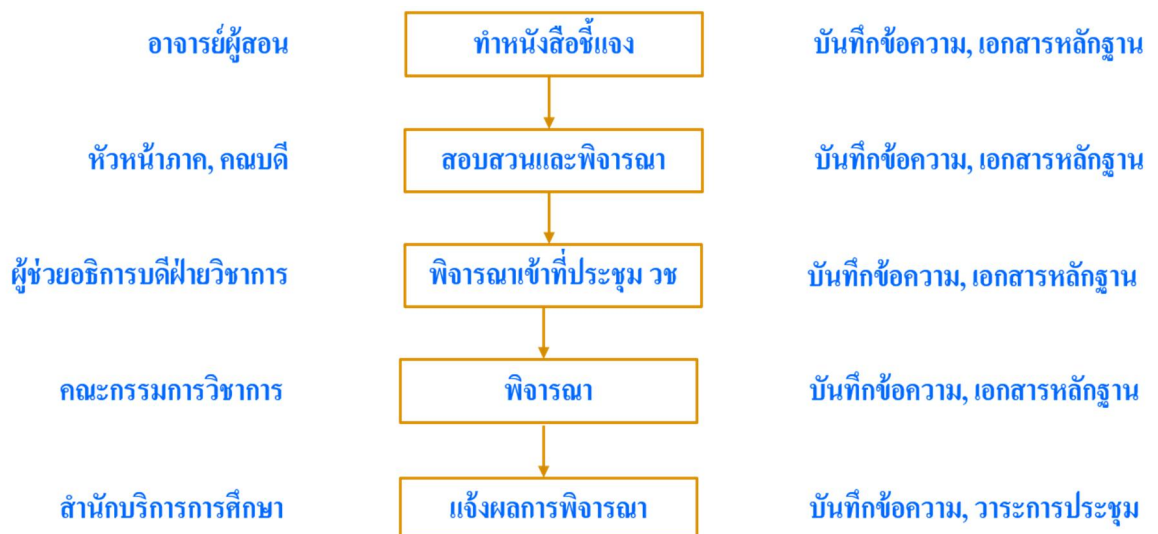 อาจารย์ผู้สอน ทำหนังสือชี้แจง บันทึกข้อความ, เอกสารหลักฐาน
หัวหน้าภาค, คณบดี สอบสวนและพิจารณา บันทึกข้อความ, เอกสารหลักฐาน
ผู้ช่วยอธิการบดีฝ่ายวิชาการ พิจารณาเข้าที่ประชุม วช บันทึกข้อความ, เอกสารหลักฐาน
คณะกรรมการวิชาการ พิจารณา บันทึกข้อความ, เอกสารหลักฐาน
สำนักบริการการศึกษา แจ้งผลการพิจารณา บันทึกข้อความ, วาระการประชุม